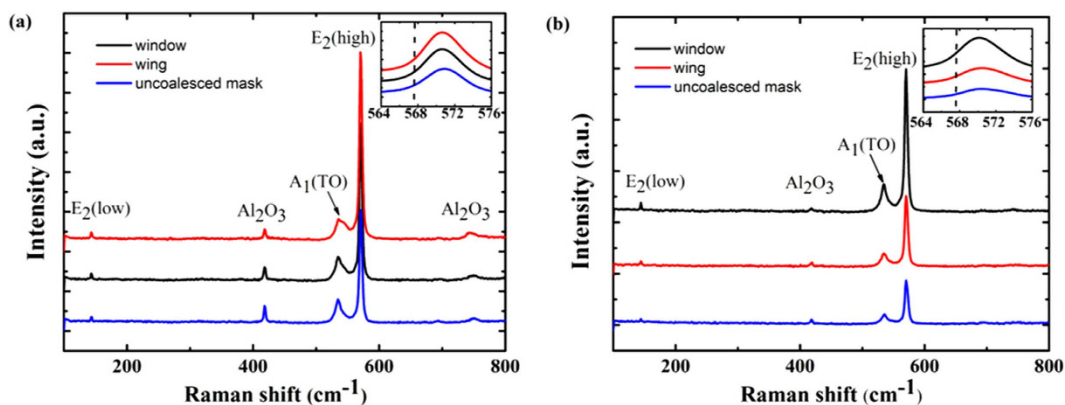 (a)
window
wing
uncoalesced mask
E2(high)
564 568 572 576
A1(TO)
E2(low)
Al2O3
Al2O3
Intensity (a.u.)
200 400 600 800
Raman shift (cm-1)
(b)
window
wing
uncoalesced mask
E2(high)
564 568 572 576
A1(TO)
E2(low)
Al2O3
Intensity (a.u.)
200 400 600 800
Raman shift (cm-1)